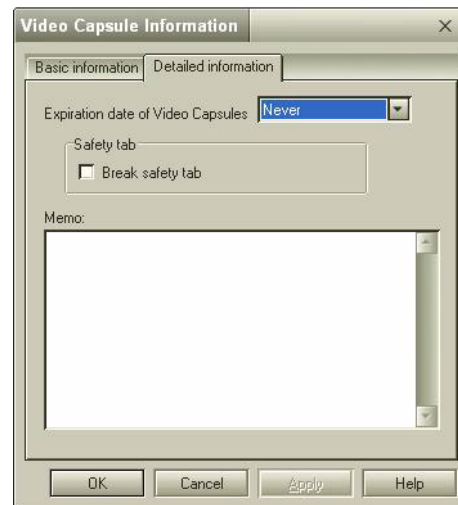 Video Capsule Information
Basic information Detailed information
Expiration date of Video Capsules Never
Safety tab
Break safety tab
Memo:
OK Cancel Apply Help